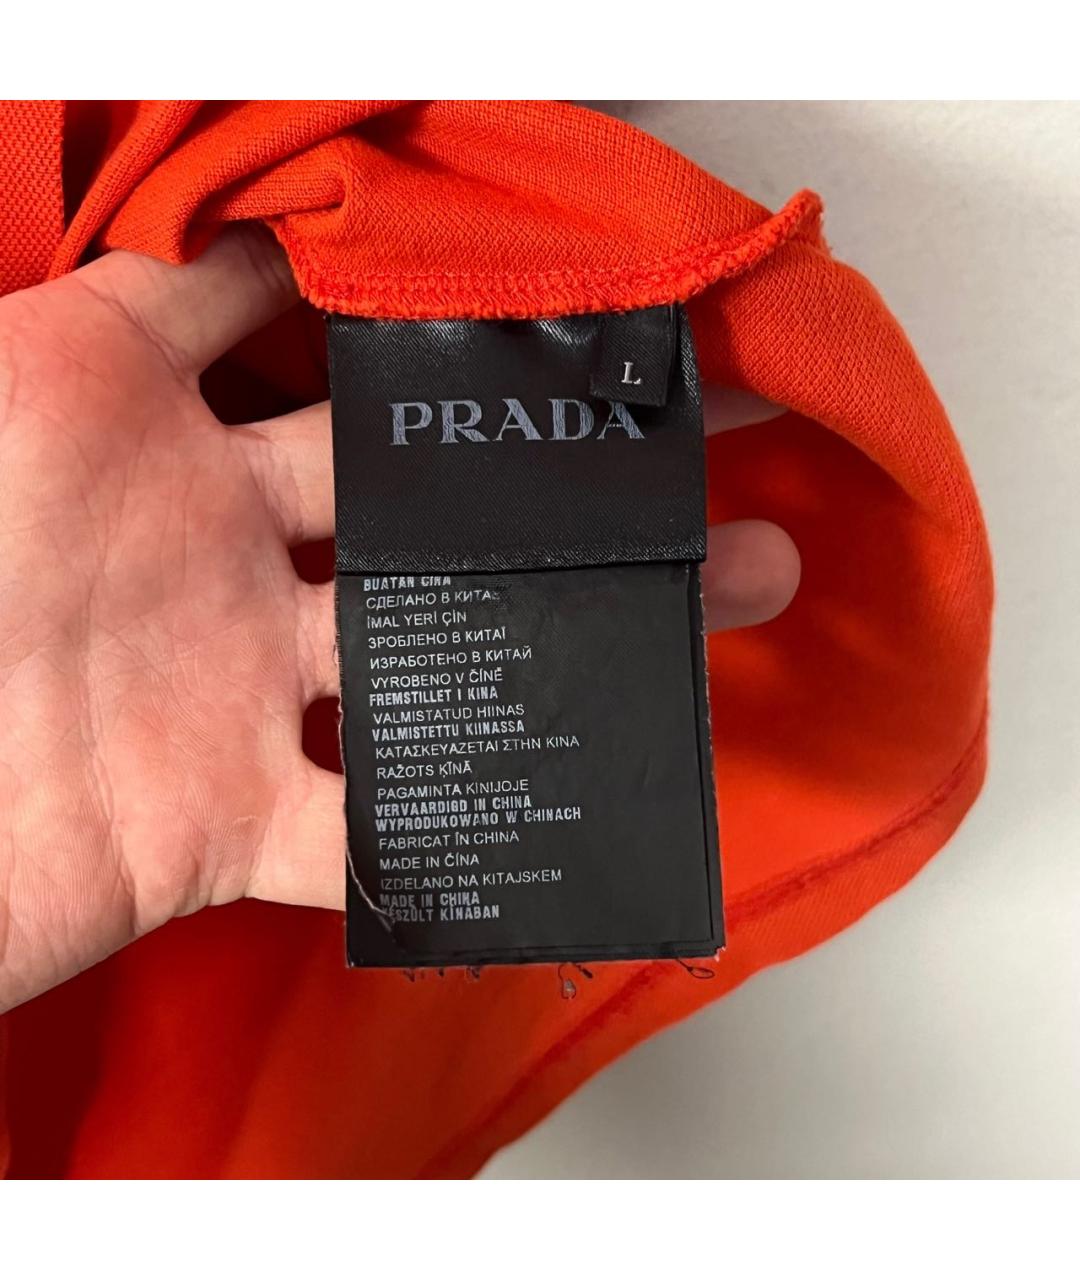 L
PRADA
BUATAN CINA
СДЕЛАНО В КИТАЕ
İMAL YERİ ÇİN
ЗРОБЛЕНО В КИТАЇ
ИЗРАБОТЕНО В КИТАЙ
VYROBENO V ČÍNĚ
FREMSTILLET I KINA
VALMISTATUD HIINAS
VALMISTETTU KIINASSA
ΚΑΤΑΣΚΕΥΑΖΕΤΑΙ ΣΤΗΝ ΚΙΝΑ
RAŽOTS ĶĪNĀ
PAGAMINTA KINIJOJE
VERVAARDIGD IN CHINA
WYPRODUKOWANO W CHINACH
FABRICAT ÎN CHINA
MADE IN ČÍNA
IZDELANO NA KITAJSKEM
MADE IN CHINA
KÉSZÜLT KÍNÁBAN